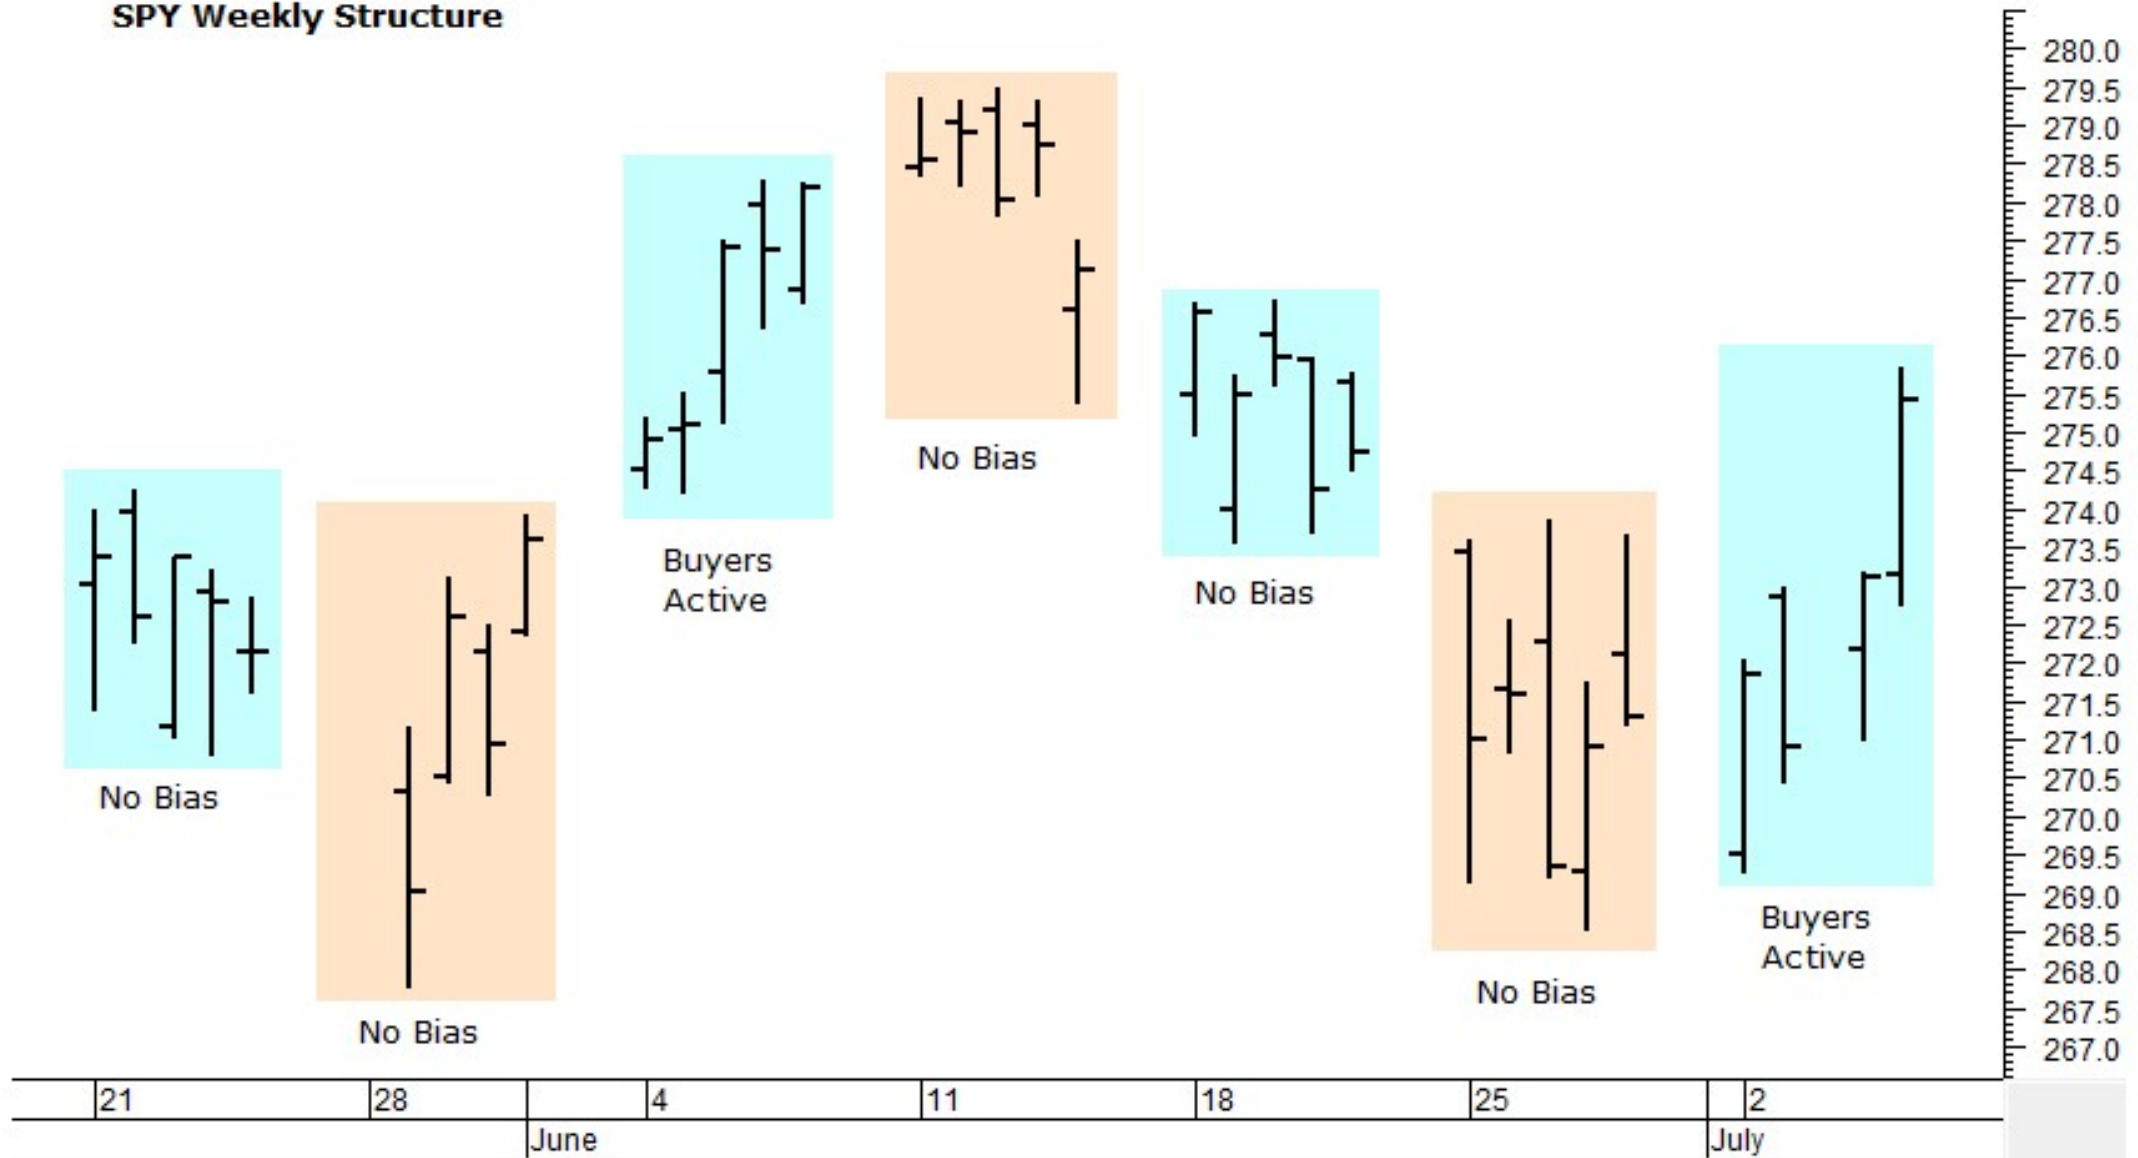 SPY Weekly Structure
280.0
279.5
279.0
278.5
278.0
277.5
277.0
276.5
276.0
275.5
275.0
274.5
274.0
273.5
273.0
272.5
272.0
271.5
271.0
270.5
270.0
269.5
269.0
268.5
268.0
267.5
267.0
No Bias
No Bias
Buyers
Active
No Bias
No Bias
No Bias
Buyers
Active
21 28 4 11 18 25 2
June July